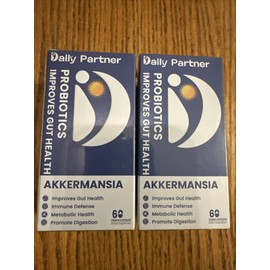 Daily Partner
PROBIOTICS
IMPROVES GUT HEALTH
AKKERMANSIA
Improves Gut Health
Immune Defense
Metabolic Health
Promote Digestion
60
Daily Partner
PROBIOTICS
IMPROVES GUT HEALTH
AKKERMANSIA
Improves Gut Health
Immune Defense
Metabolic Health
Promote Digestion
60